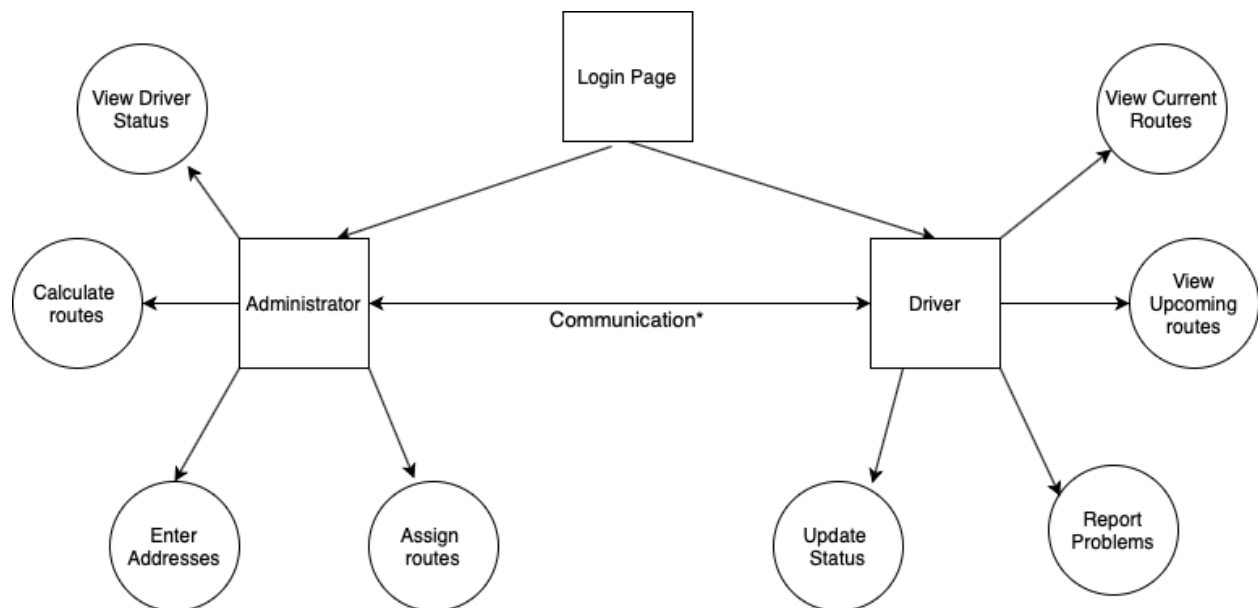 Login Page
View Driver
Status
View Current
Routes
Calculate
routes
Administrator
Communication*
Driver
View
Upcoming
routes
Enter
Addresses
Assign
routes
Update
Status
Report
Problems